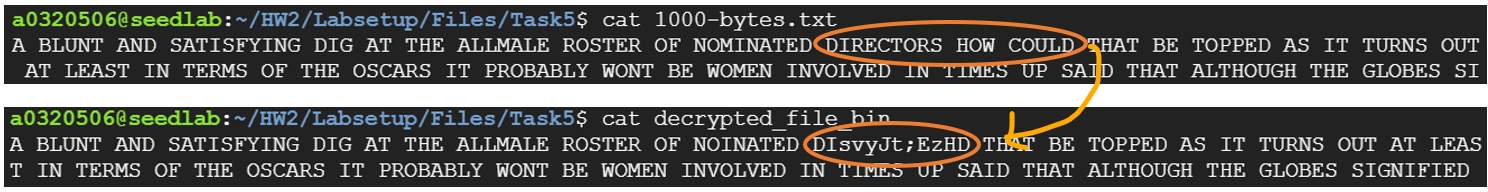 a0320506@seedlab:~/HW2/Labsetup/Files/Task5$ cat 1000-bytes.txt
A BLUNT AND SATISFYING DIG AT THE ALLMALE ROSTER OF NOMINATED DIRECTORS HOW COULD THAT BE TOPPED AS IT TURNS OUT
AT LEAST IN TERMS OF THE OSCARS IT PROBABLY WONT BE WOMEN INVOLVED IN TIMES UP SAID THAT ALTHOUGH THE GLOBES SI
a0320506@seedlab:~/HW2/Labsetup/Files/Task5$ cat decrypted_file_bin
A BLUNT AND SATISFYING DIG AT THE ALLMALE ROSTER OF NOINATED DIsvyJt;EzHD THAT BE TOPPED AS IT TURNS OUT AT LEAS
T IN TERMS OF THE OSCARS IT PROBABLY WONT BE WOMEN INVOLVED IN TIMES UP SAID THAT ALTHOUGH THE GLOBES SIGNIFIED